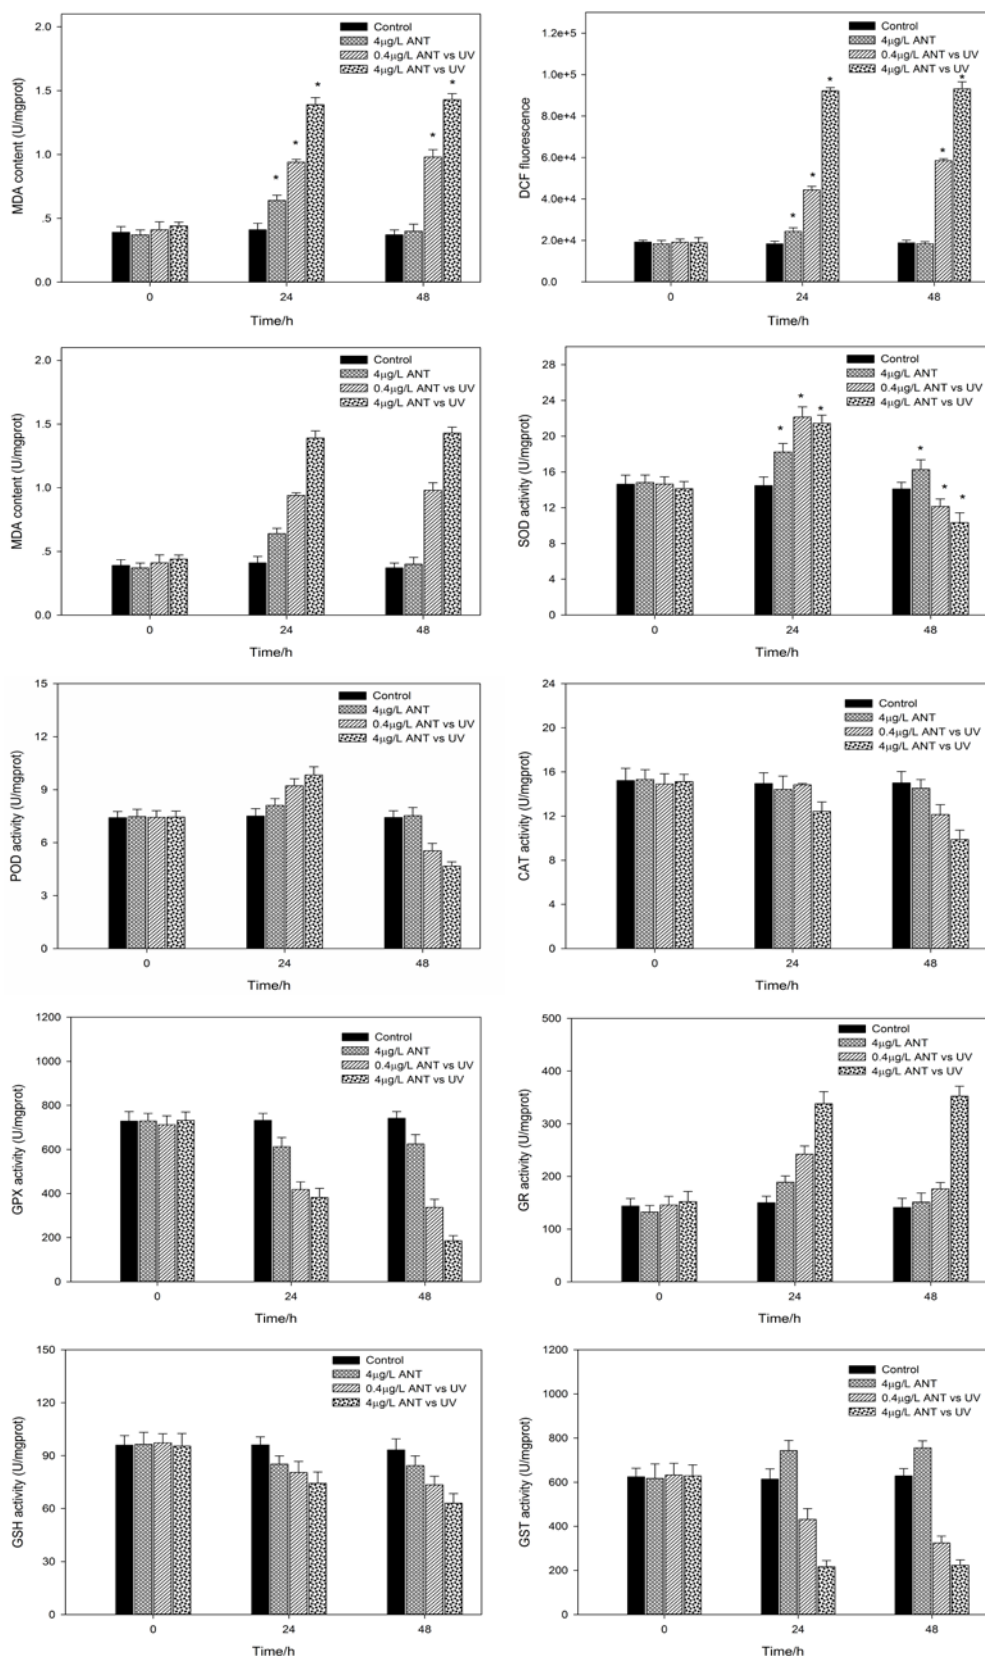 2.0
1.5
1.0
.5
0.0
MDA content (U/mgprot)
Control
4μg/L ANT
0.4μg/L ANT vs UV
4μg/L ANT vs UV
* * *
* *
0 24 48
Time/h
1.2e+5
1.0e+5
8.0e+4
6.0e+4
4.0e+4
2.0e+4
0.0
DCF fluorescence
Control
4μg/L ANT
0.4μg/L ANT vs UV
4μg/L ANT vs UV
* * *
* *
0 24 48
Time/h
2.0
1.5
1.0
.5
0.0
MDA content (U/mgprot)
Control
4μg/L ANT
0.4μg/L ANT vs UV
4μg/L ANT vs UV
0 24 48
Time/h
28
24
20
16
12
8
4
0
SOD activity (U/mgprot)
Control
4μg/L ANT
0.4μg/L ANT vs UV
4μg/L ANT vs UV
* * *
* * *
0 24 48
Time/h
15
12
9
6
3
0
POD activity (U/mgprot)
Control
4μg/L ANT
0.4μg/L ANT vs UV
4μg/L ANT vs UV
0 24 48
Time/h
24
20
16
12
8
4
0
CAT activity (U/mgprot)
Control
4μg/L ANT
0.4μg/L ANT vs UV
4μg/L ANT vs UV
0 24 48
Time/h
1200
1000
800
600
400
200
0
GPX activity (U/mgprot)
Control
4μg/L ANT
0.4μg/L ANT vs UV
4μg/L ANT vs UV
0 24 48
Time/h
500
400
300
200
100
0
GR activity (U/mgprot)
Control
4μg/L ANT
0.4μg/L ANT vs UV
4μg/L ANT vs UV
0 24 48
Time/h
150
120
90
60
30
0
GSH activity (U/mgprot)
Control
4μg/L ANT
0.4μg/L ANT vs UV
4μg/L ANT vs UV
0 24 48
Time/h
1200
1000
800
600
400
200
0
GST activity (U/mgprot)
Control
4μg/L ANT
0.4μg/L ANT vs UV
4μg/L ANT vs UV
0 24 48
Time/h